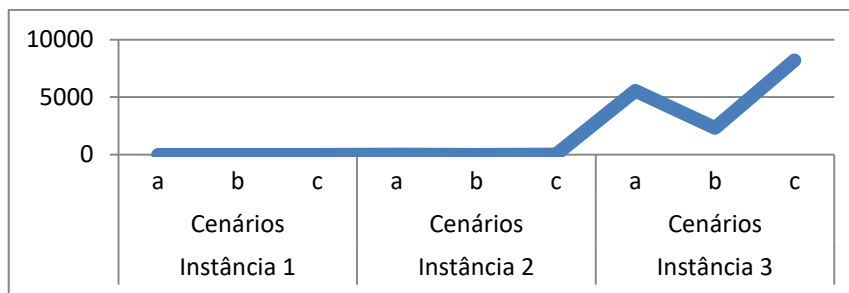 10000
5000
0
a b c a b c a b c
Cenários Cenários Cenários
Instância 1 Instância 2 Instância 3